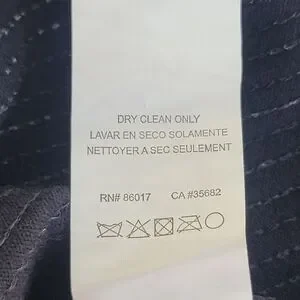 DRY CLEAN ONLY
LAVAR EN SECO SOLAMENTE
NETTOYER A SEC SEULEMENT
RN# 86017 CA #35682